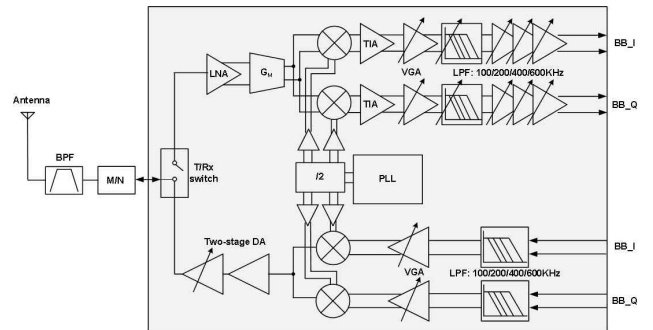 LNA
G_M
TIA
VGA
LPF: 100/200/400/600KHz
BB_I
TIA
BB_Q
Antenna
BPF
M/N
T/Rx
switch
/2
PLL
Two-stage DA
VGA
LPF: 100/200/400/600KHz
BB_I
BB_Q